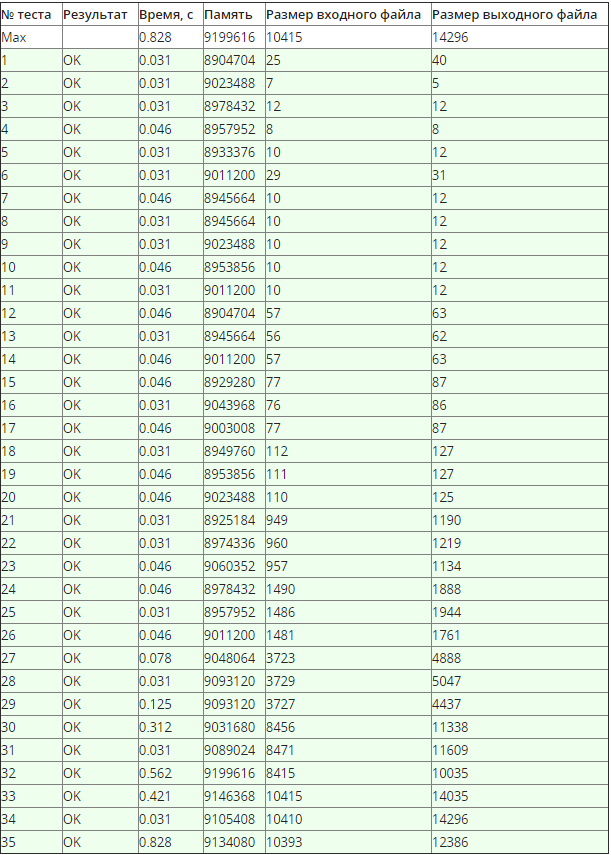 № теста Результат Время, с Память Размер входного файла Размер выходного файла
Max 0.828 9199616 10415 14296
1 OK 0.031 8904704 25 40
2 OK 0.031 9023488 7 5
3 OK 0.031 8978432 12 12
4 OK 0.046 8957952 8 8
5 OK 0.031 8933376 10 12
6 OK 0.031 9011200 29 31
7 OK 0.046 8945664 10 12
8 OK 0.031 8945664 10 12
9 OK 0.031 9023488 10 12
10 OK 0.046 8953856 10 12
11 OK 0.031 9011200 10 12
12 OK 0.046 8904704 57 63
13 OK 0.031 8945664 56 62
14 OK 0.046 9011200 57 63
15 OK 0.046 8929280 77 87
16 OK 0.031 9043968 76 86
17 OK 0.046 9003008 77 87
18 OK 0.031 8949760 112 127
19 OK 0.046 8953856 111 127
20 OK 0.046 9023488 110 125
21 OK 0.031 8925184 949 1190
22 OK 0.031 8974336 960 1219
23 OK 0.046 9060352 957 1134
24 OK 0.046 8978432 1490 1888
25 OK 0.031 8957952 1486 1944
26 OK 0.046 9011200 1481 1761
27 OK 0.078 9048064 3723 4888
28 OK 0.031 9093120 3729 5047
29 OK 0.125 9093120 3727 4437
30 OK 0.312 9031680 8456 11338
31 OK 0.031 9089024 8471 11609
32 OK 0.562 9199616 8415 10035
33 OK 0.421 9146368 10415 14035
34 OK 0.031 9105408 10410 14296
35 OK 0.828 9134080 10393 12386